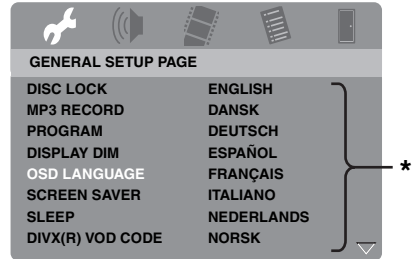 GENERAL SETUP PAGE
DISC LOCK ENGLISH
MP3 RECORD DANSK
PROGRAM DEUTSCH
DISPLAY DIM ESPAÑOL
OSD LANGUAGE FRANÇAIS
SCREEN SAVER ITALIANO
SLEEP NEDERLANDS
DIVX(R) VOD CODE NORSK
*